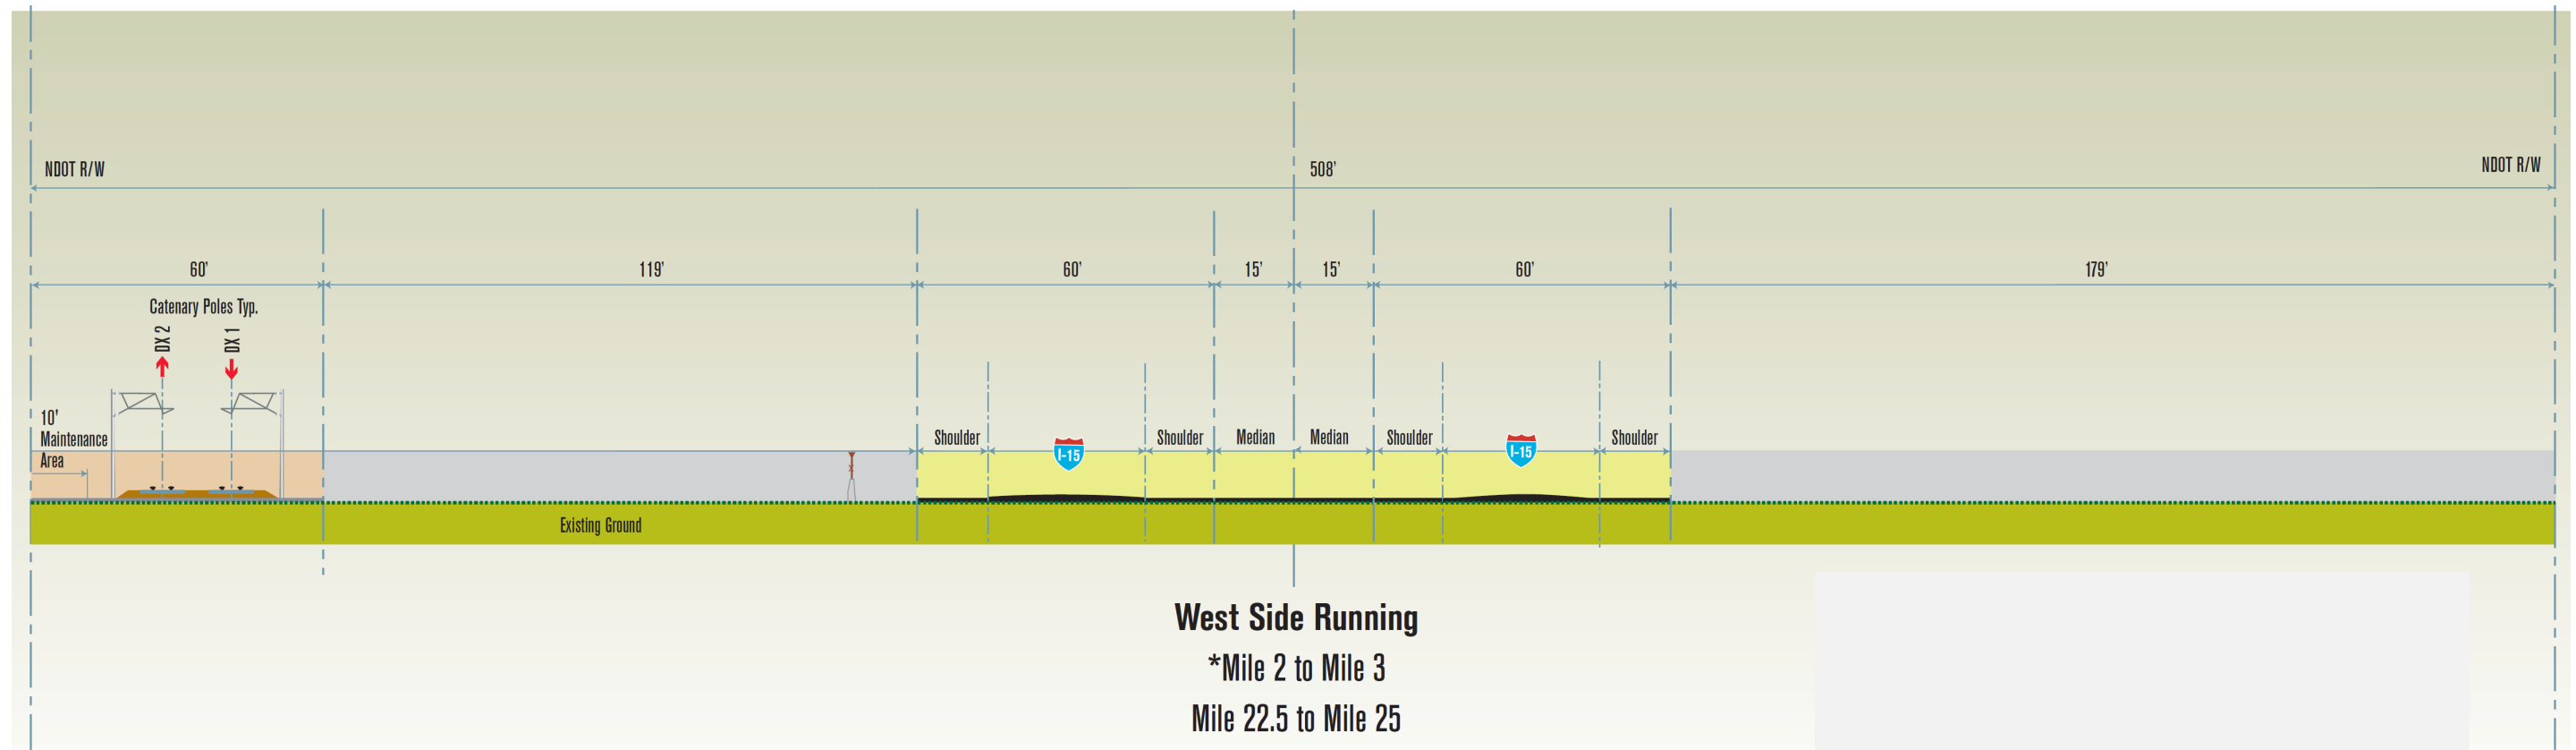 NDOT R/W
508’
NDOT R/W
60’
119’
60’
15’
15’
60’
179’
Catenary Poles Typ.
DX 2
DX 1
10'
Maintenance
Area
Shoulder
I-15
Shoulder
Median
Median
Shoulder
I-15
Shoulder
Existing Ground
West Side Running
*Mile 2 to Mile 3
Mile 22.5 to Mile 25